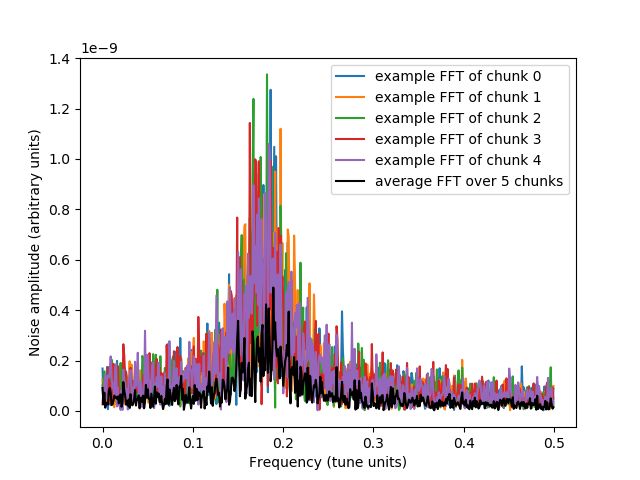 1e−9
1.4
1.2
1.0
0.8
0.6
0.4
0.2
0.0
Noise amplitude (arbitrary units)
example FFT of chunk 0
example FFT of chunk 1
example FFT of chunk 2
example FFT of chunk 3
example FFT of chunk 4
average FFT over 5 chunks
0.0 0.1 0.2 0.3 0.4 0.5
Frequency (tune units)